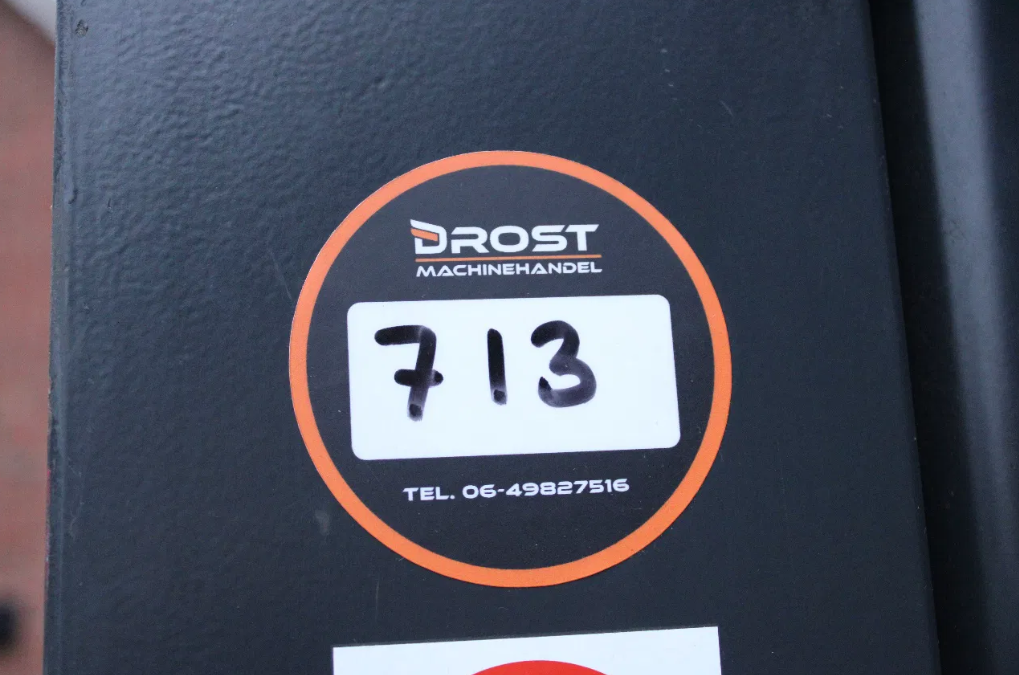 DROST
MACHINEHANDEL
713
TEL. 06-49827516